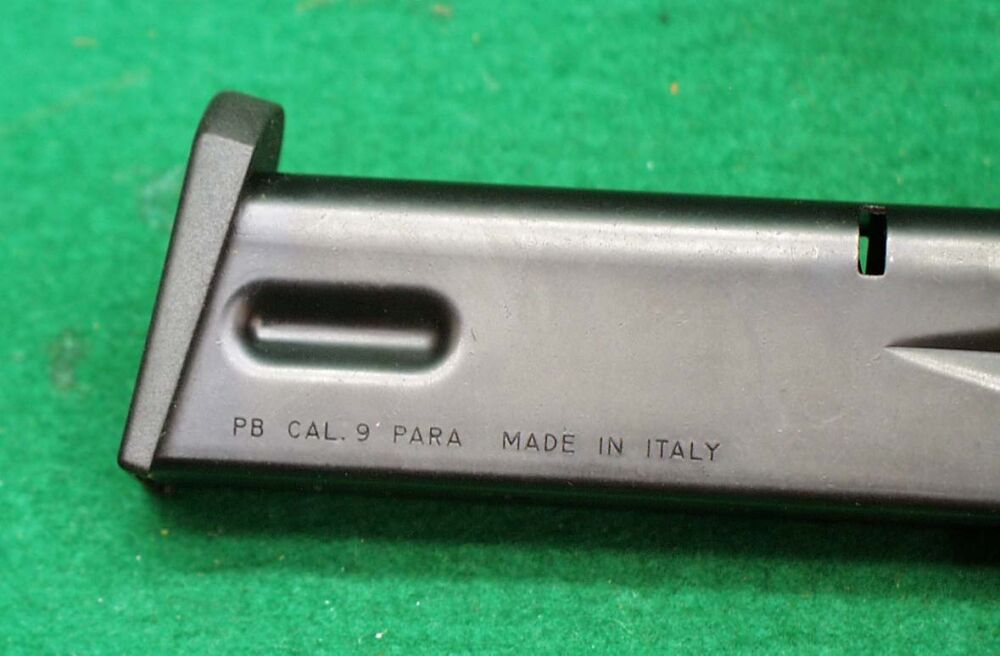 PB CAL. 9 PARA MADE IN ITALY